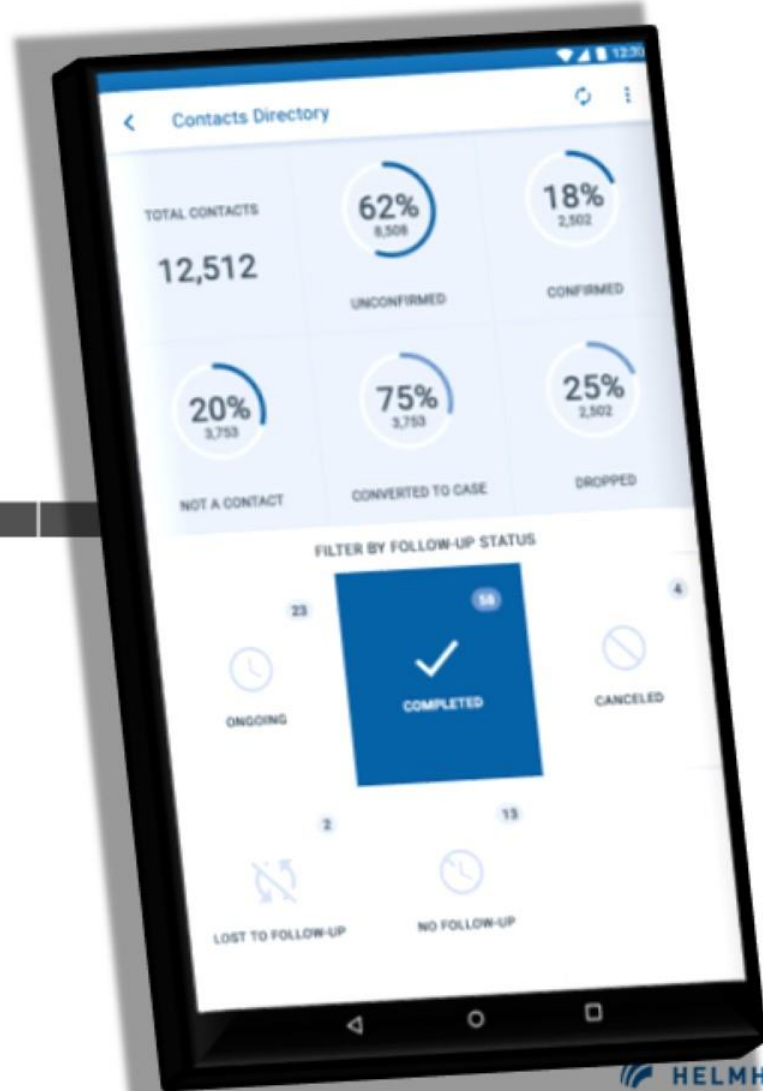 12:30
Contacts Directory
TOTAL CONTACTS
12,512
62%
8,508
UNCONFIRMED
18%
2,502
CONFIRMED
20%
3,753
NOT A CONTACT
75%
3,753
CONVERTED TO CASE
25%
2,502
DROPPED
FILTER BY FOLLOW-UP STATUS
23
ONGOING
58
COMPLETED
4
CANCELED
2
LOST TO FOLLOW-UP
13
NO FOLLOW-UP
HELMH